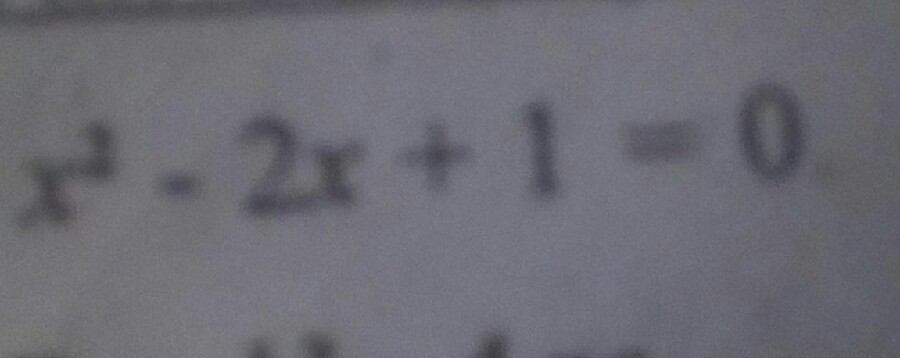 x² - 2x + 1 = 0.